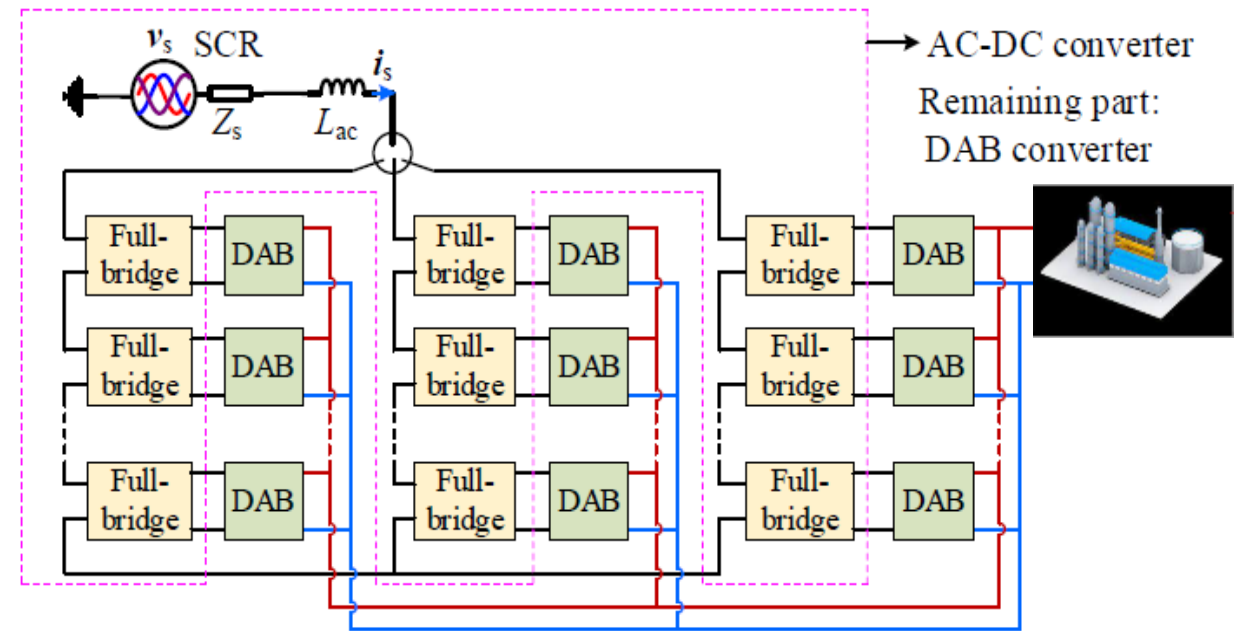 vs SCR
is
AC-DC converter
Zs
Lac
Remaining part:
DAB converter
Full-
bridge
DAB
Full-
bridge
DAB
Full-
bridge
DAB
Full-
bridge
DAB
Full-
bridge
DAB
Full-
bridge
DAB
Full-
bridge
DAB
Full-
bridge
DAB
Full-
bridge
DAB